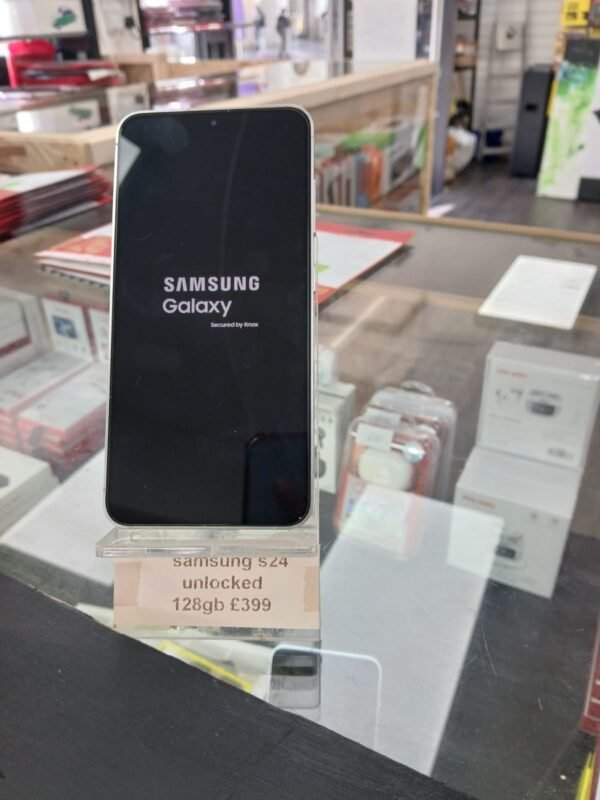 SAMSUNG
Galaxy
Secured by Knox
samsung s24
unlocked
128gb £399